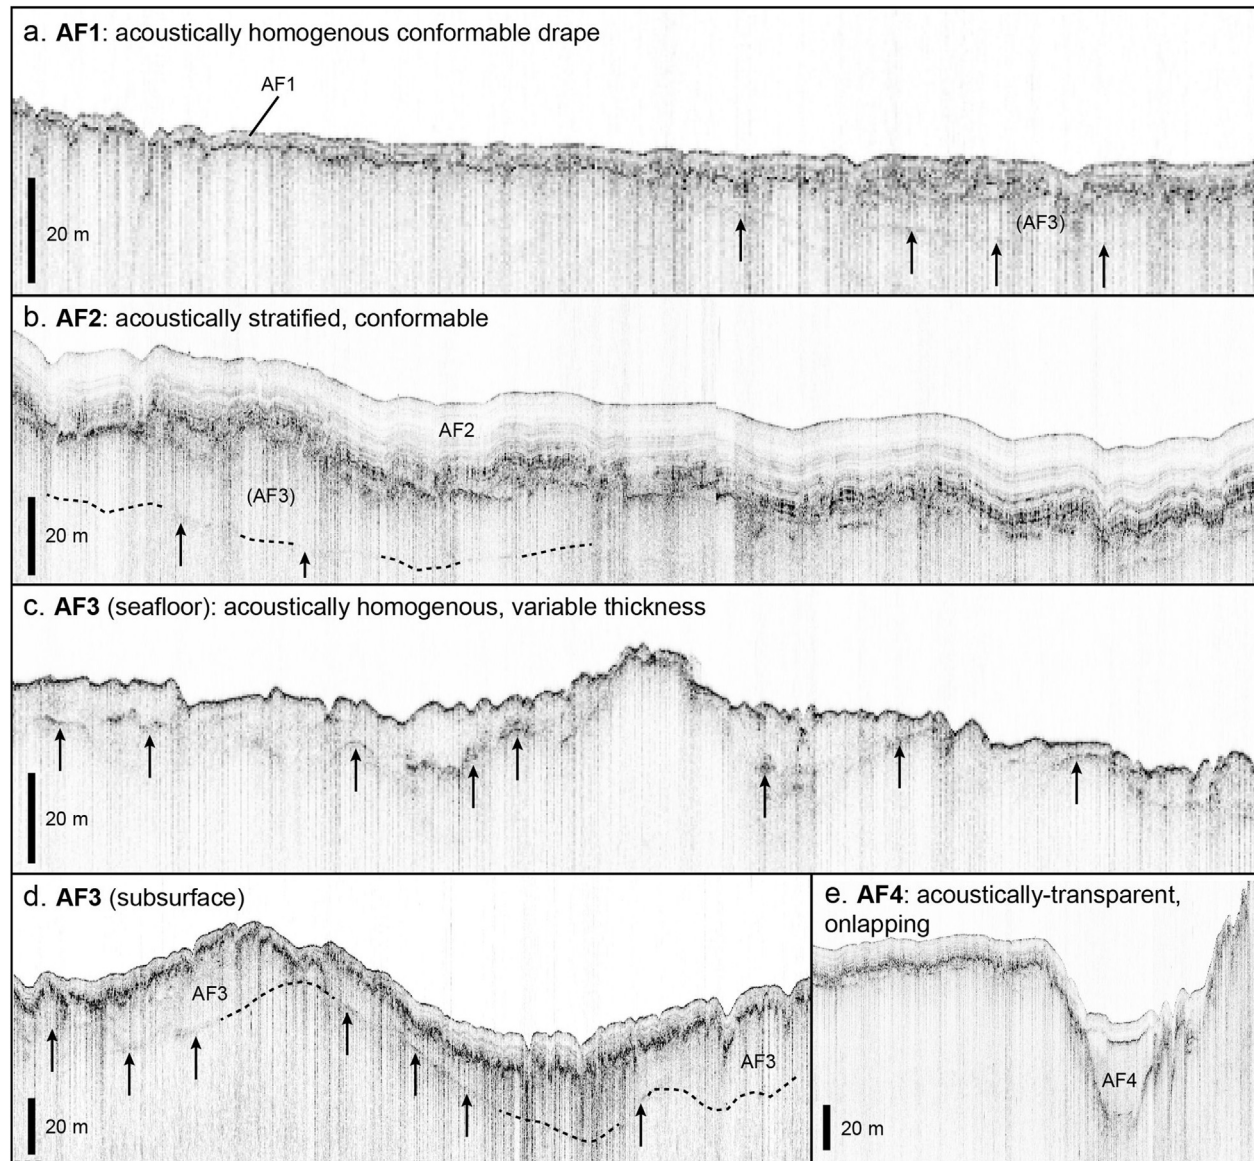 a. AF1: acoustically homogenous conformable drape
AF1
(AF3)
20 m
b. AF2: acoustically stratified, conformable
AF2
(AF3)
20 m
c. AF3 (seafloor): acoustically homogenous, variable thickness
20 m
d. AF3 (subsurface)
AF3
AF3
20 m
e. AF4: acoustically-transparent,
onlapping
AF4
20 m